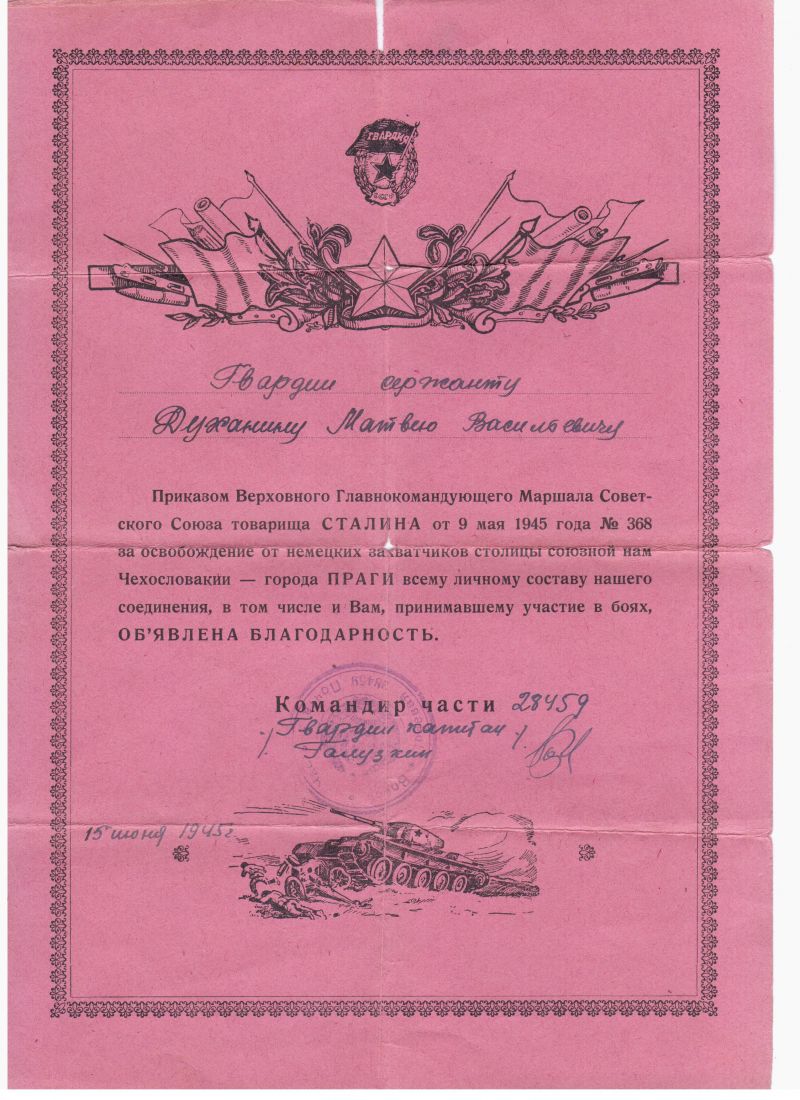 ГВАРДИЯ
Гвардии сержанту
Духанину Матвею Васильевичу
Приказом Верховного Главнокомандующего Маршала Совет-
ского Союза товарища СТАЛИНА от 9 мая 1945 года № 368
за освобождение от немецких захватчиков столицы союзной нам
Чехословакии — города ПРАГИ всему личному составу нашего
соединения, в том числе и Вам, принимавшему участие в боях,
ОБ’ЯВЛЕНА БЛАГОДАРНОСТЬ.
Командир части 28459
Гвардии капитан
/ Галузкин /
15 июня 1945 г.